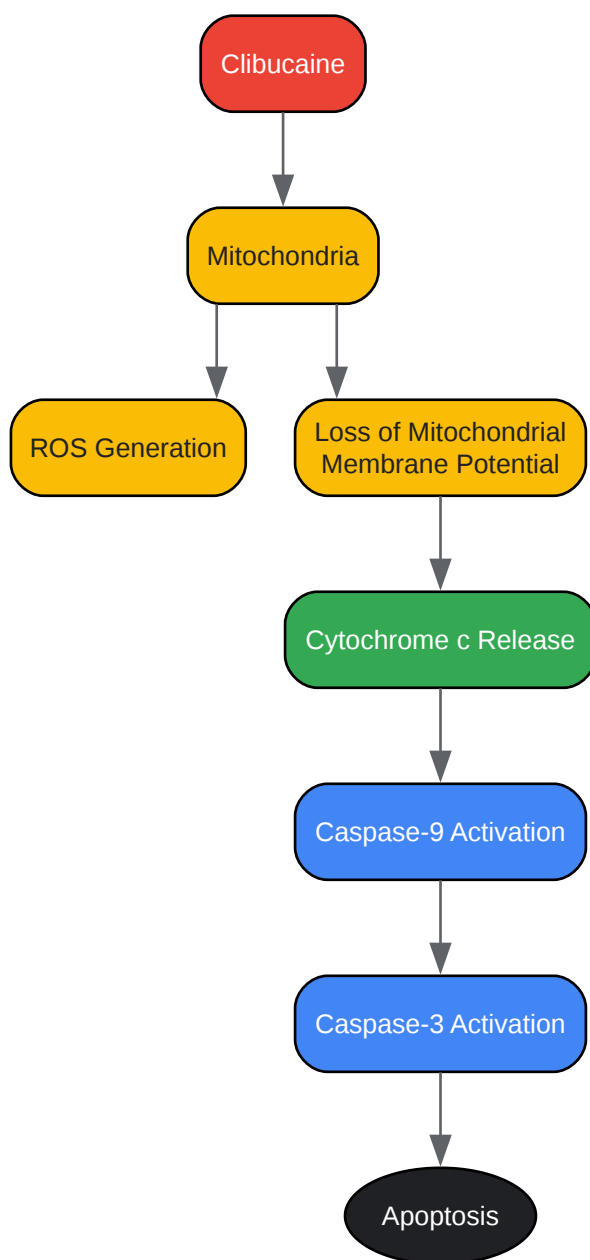 Clibucaine
Mitochondria
ROS Generation
Loss of Mitochondrial
Membrane Potential
Cytochrome c Release
Caspase-9 Activation
Caspase-3 Activation
Apoptosis